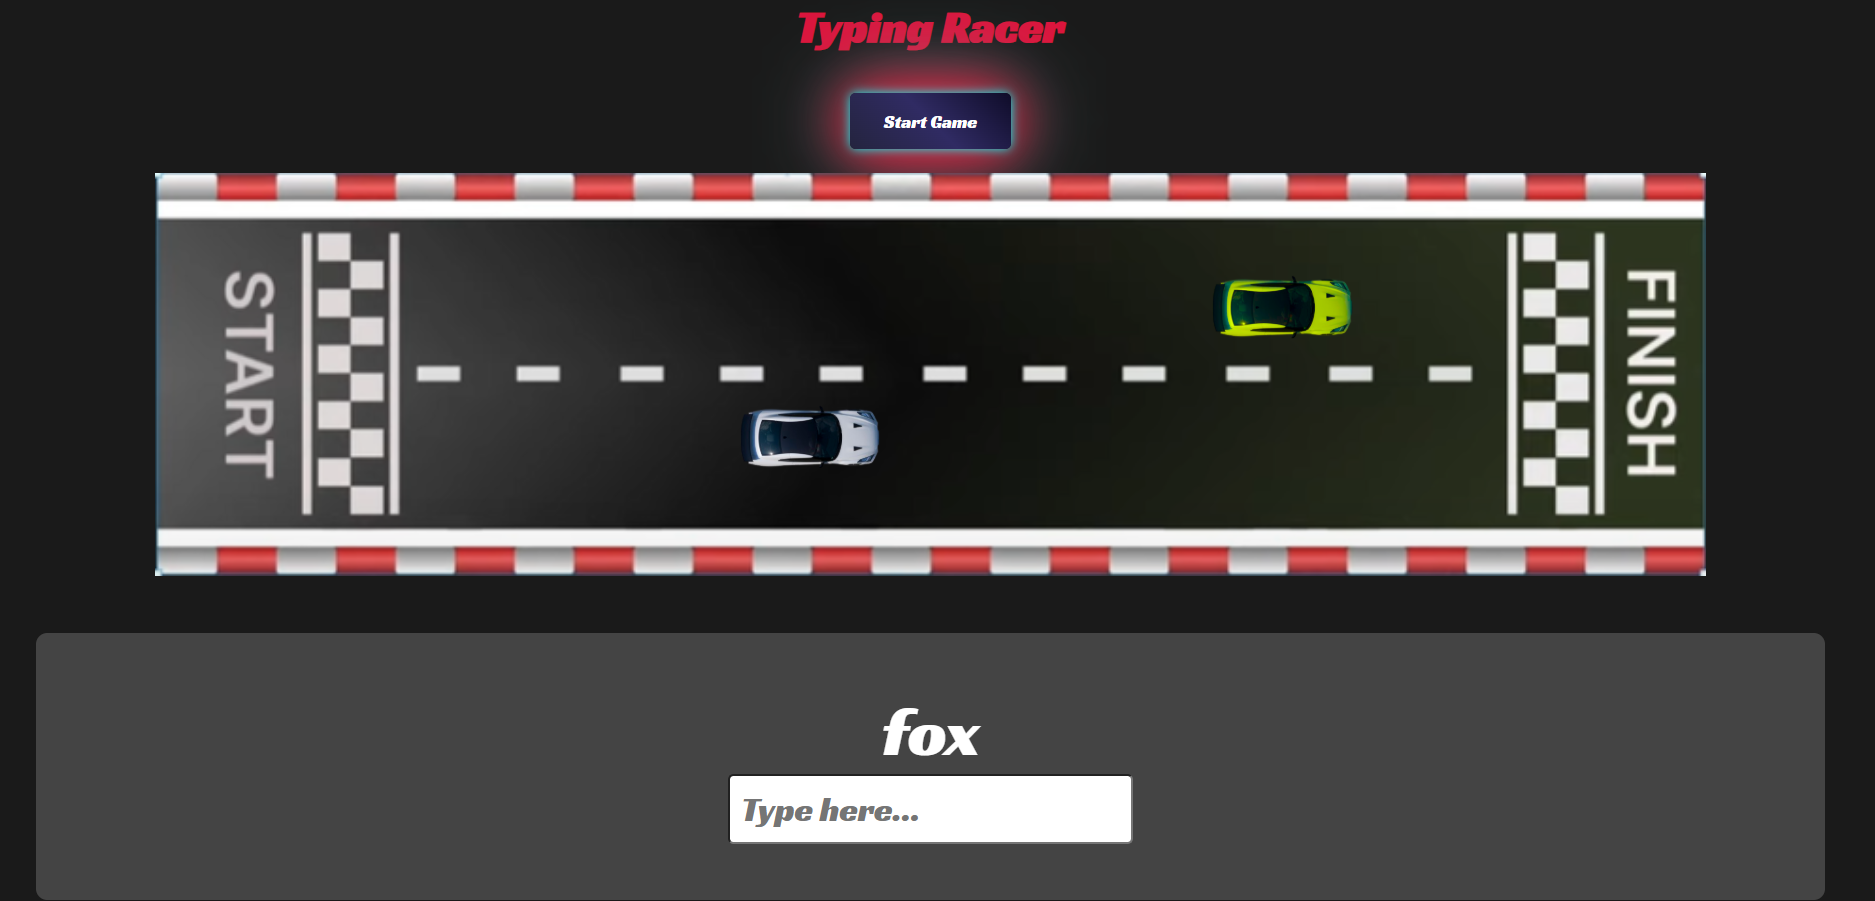 Typing Racer
Start Game
START
FINISH
fox
Type here...